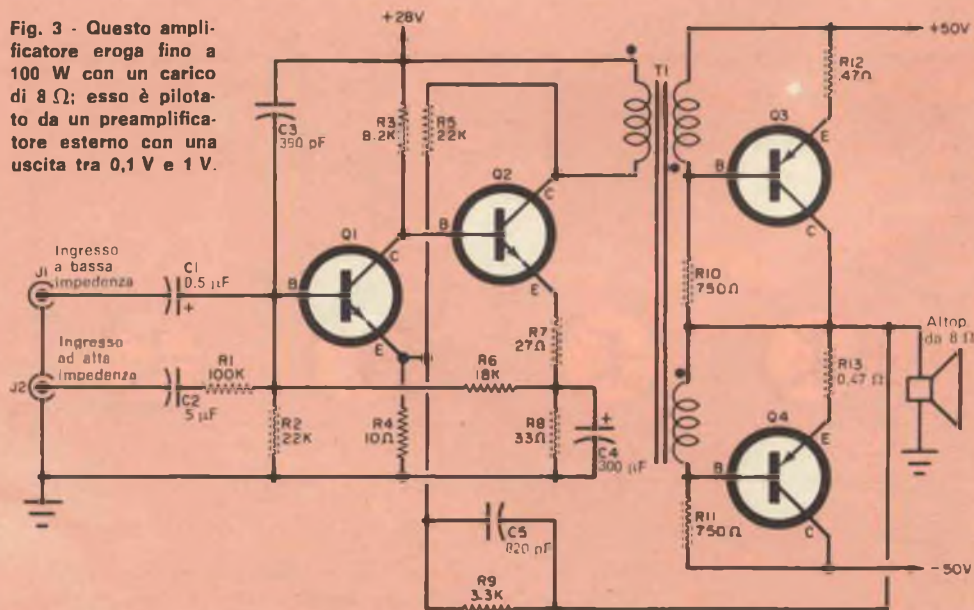 Fig. 3 - Questo ampli-
ficatore eroga fino a
100 W con un carico
di 8 Ω; esso è pilota-
to da un preamplifica-
tore esterno con una
uscita tra 0,1 V e 1 V.
+28V
+50V
R12
.47Ω
T1
C3
390 pF
R3
8.2K
R5
22K
Q3
B
E
C
Q2
B
C
E
Q1
B
C
E
J1
Ingresso
a bassa
impedenza
C1
0.5 µF
+
R10
750Ω
R7
27Ω
Altop.
da 8 Ω
J2
Ingresso
ad alta
impedenza
R1
100K
C2
5 µF
R6
18K
R13
0,47 Ω
R2
22K
R4
10Ω
R8
33Ω
+
C4
300 µF
Q4
B
E
C
R11
750Ω
C5
820 pF
-50V
R9
3.3K